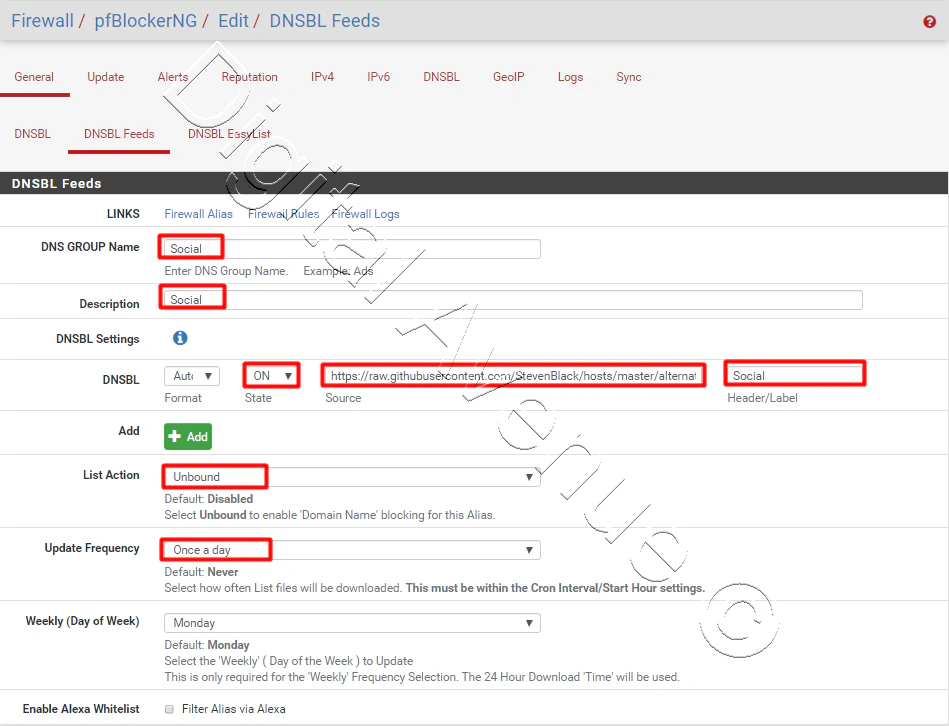 Firewall / pfBlockerNG / Edit / DNSBL Feeds
General Update Alerts Reputation IPv4 IPv6 DNSBL GeoIP Logs Sync
DNSBL DNSBL Feeds DNSBL EasyList
DNSBL Feeds
LINKS Firewall Alias Firewall Rules Firewall Logs
DNS GROUP Name Social
Enter DNS Group Name. Example: Ads
Description Social
DNSBL Settings
DNSBL Auto ON https://raw.githubusercontent.com/StevenBlack/hosts/master/alternat Social
Format State Source Header/Label
Add Add
List Action Unbound
Default: Disabled
Select Unbound to enable 'Domain Name' blocking for this Alias.
Update Frequency Once a day
Default: Never
Select how often List files will be downloaded. This must be within the Cron Interval/Start Hour settings.
Weekly (Day of Week) Monday
Default: Monday
Select the 'Weekly' ( Day of the Week ) to Update
This is only required for the 'Weekly' Frequency Selection. The 24 Hour Download 'Time' will be used.
Enable Alexa Whitelist Filter Alias via Alexa
Digital Avenue ©